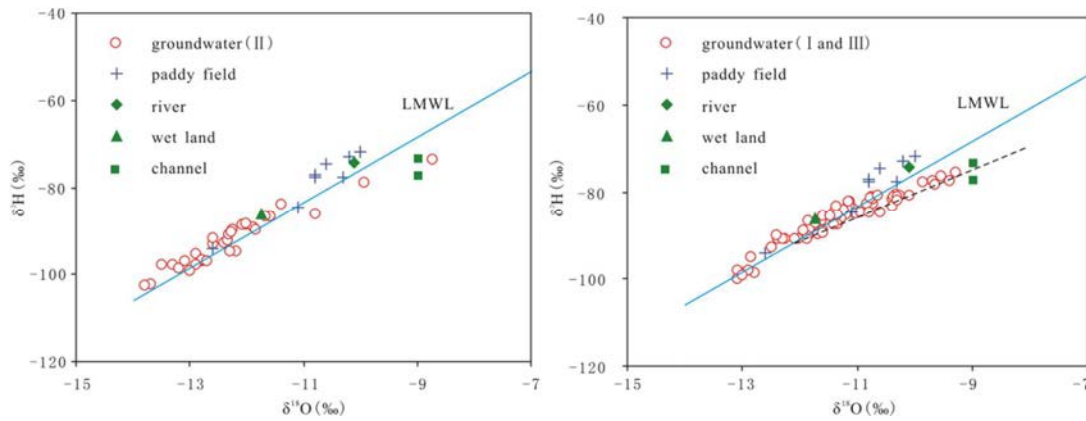 -40
groundwater(Ⅱ)
paddy field
river
wet land
channel
LMWL
-60
-80
-100
-120
δ²H(‰)
-15
-13
-11
-9
-7
δ¹⁸O(‰)
-40
groundwater(Ⅰ and Ⅲ)
paddy field
river
wet land
channel
LMWL
-60
-80
-100
-120
δ²H(‰)
-15
-13
-11
-9
-7
δ¹⁸O(‰)